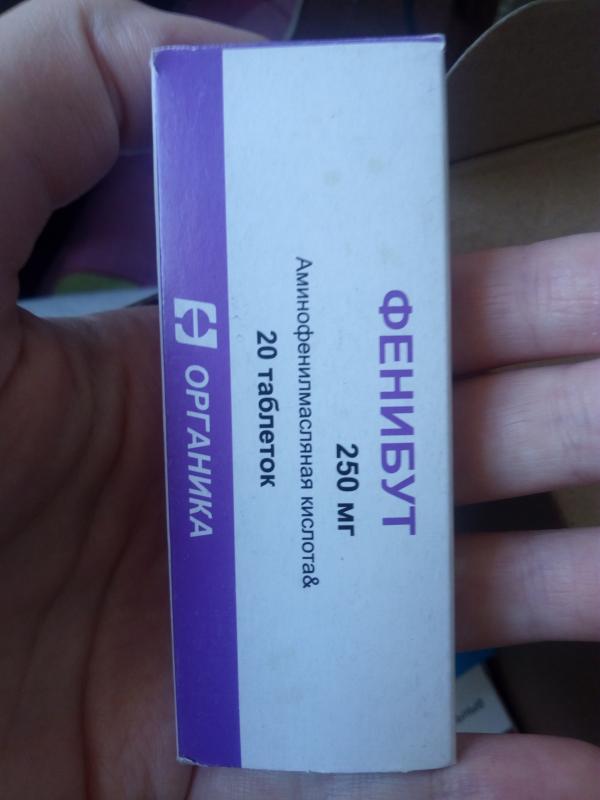 ФЕНИБУТ
250 мг
Аминофенилмасляная кислота&
20 таблеток
ОРГАНИКА